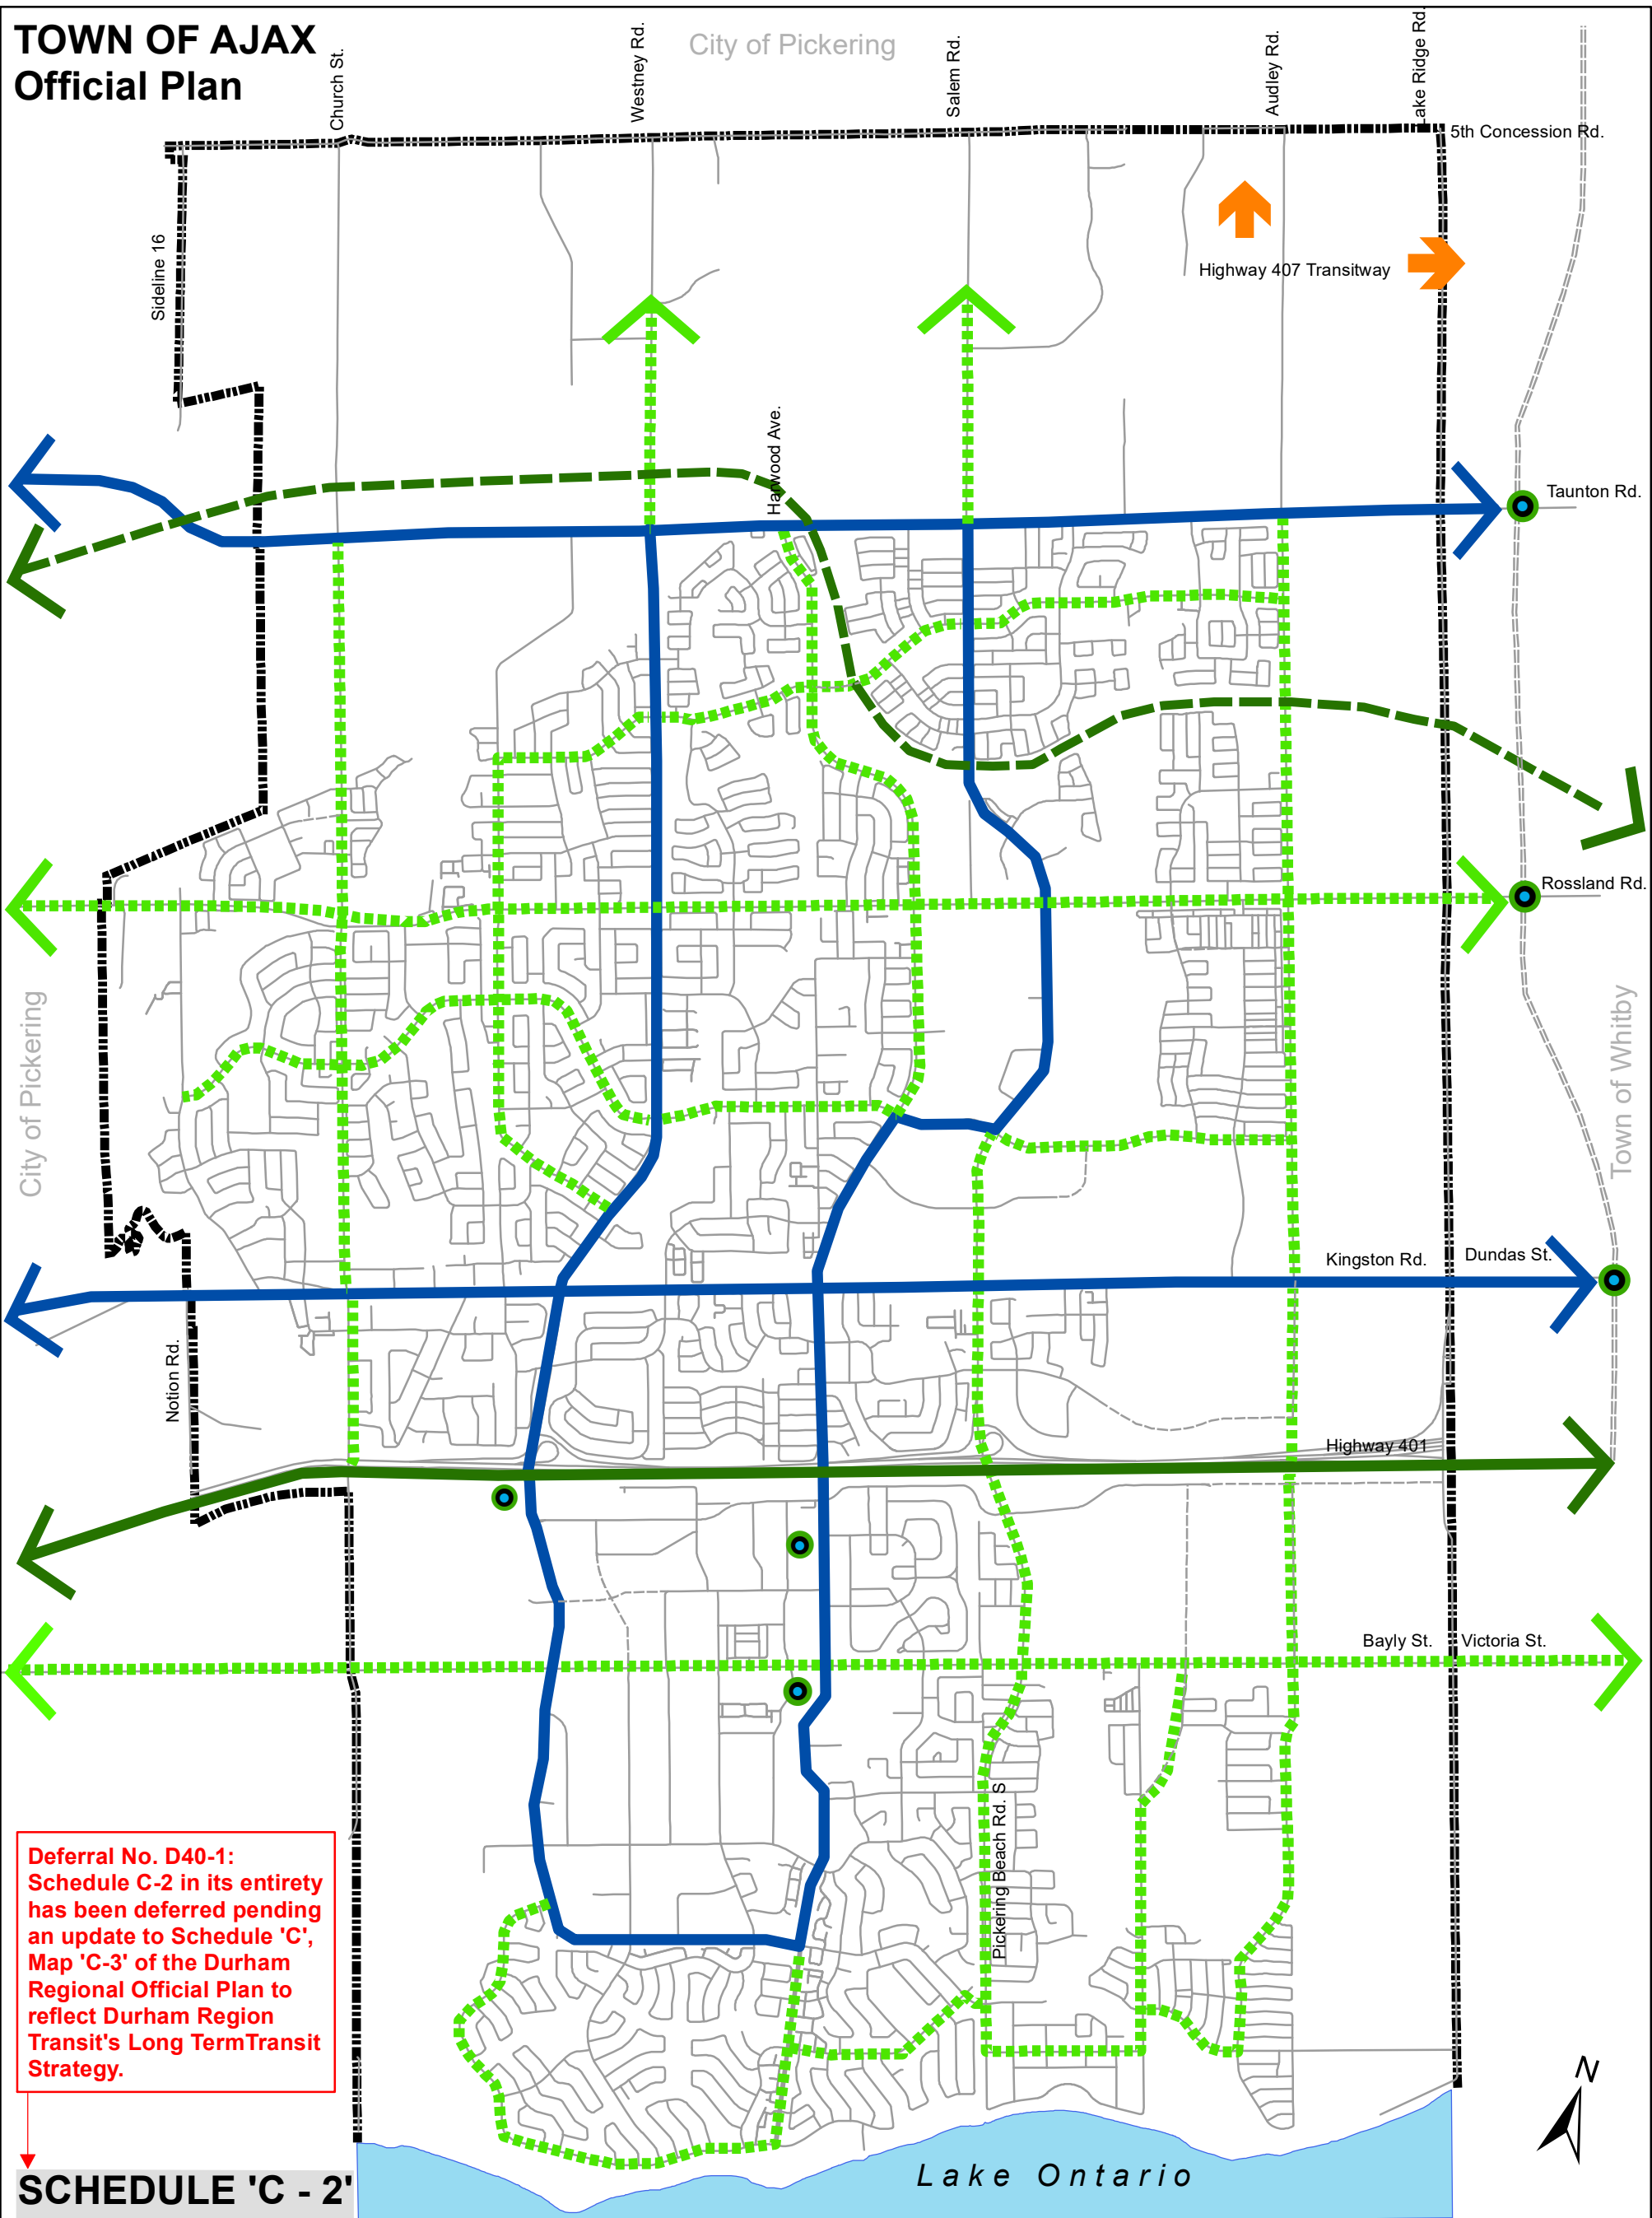 TOWN OF AJAX
Official Plan
City of Pickering
Church St.
Westney Rd.
Salem Rd.
Audley Rd.
Lake Ridge Rd.
5th Concession Rd.
Sideline 16
Highway 407 Transitway
Harwood Ave.
Taunton Rd.
Rossland Rd.
City of Pickering
Town of Whitby
Kingston Rd.
Dundas St.
Notion Rd.
Highway 401
Bayly St.
Victoria St.
Pickering Beach Rd. S
Deferral No. D40-1:
Schedule C-2 in its entirety
has been deferred pending
an update to Schedule 'C',
Map 'C-3' of the Durham
Regional Official Plan to
reflect Durham Region
Transit's Long TermTransit
Strategy.
N
SCHEDULE 'C - 2'
Lake Ontario